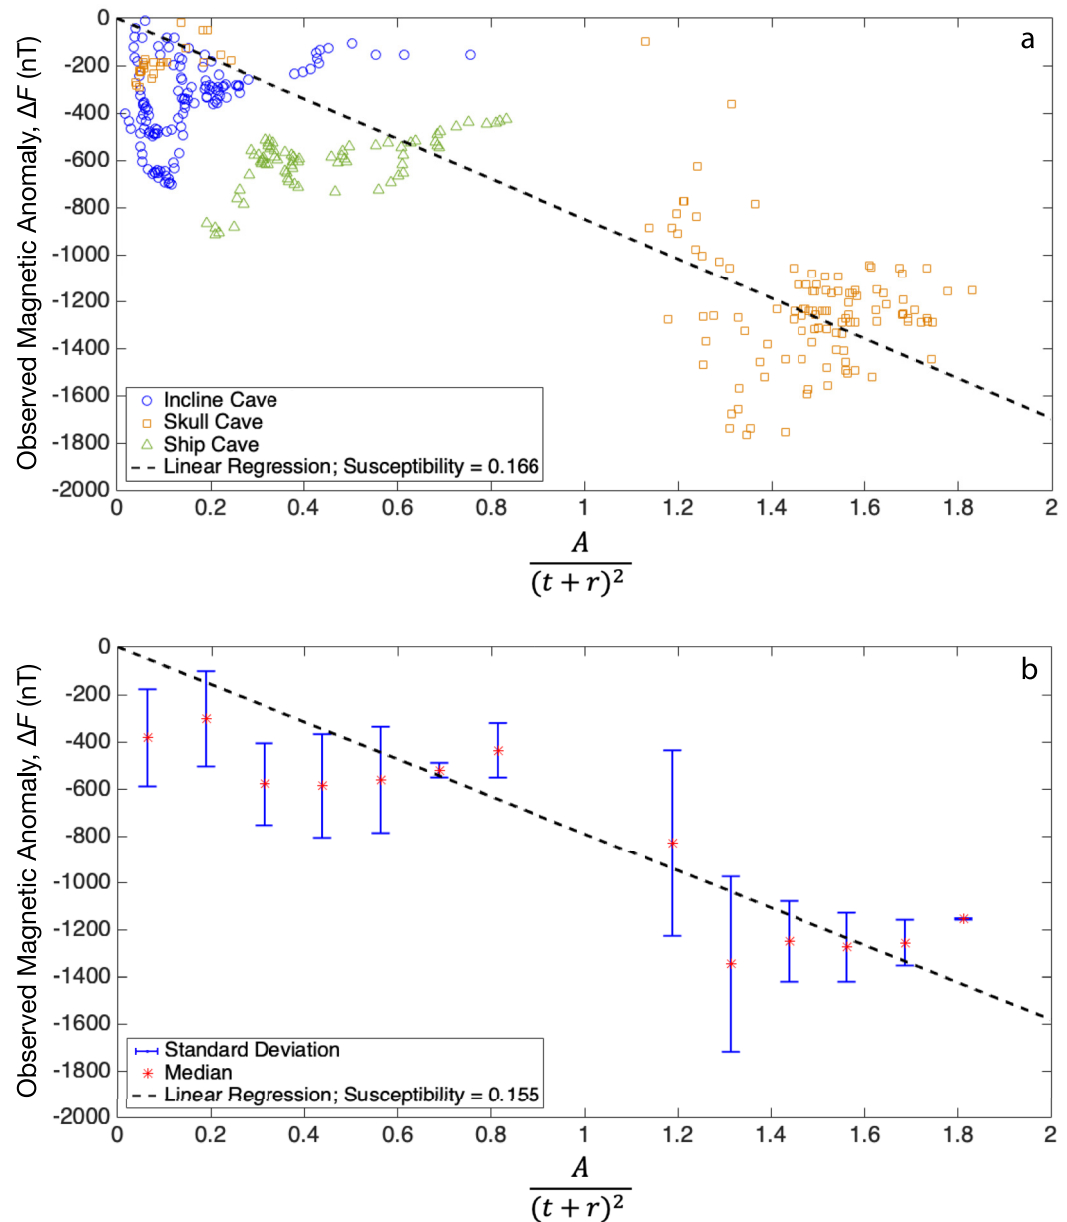 a
0
-200
-400
-600
-800
-1000
-1200
-1400
-1600
-1800
-2000
Observed Magnetic Anomaly, ΔF (nT)
Incline Cave
Skull Cave
Ship Cave
Linear Regression; Susceptibility = 0.166
0 0.2 0.4 0.6 0.8 1 1.2 1.4 1.6 1.8 2
A
(t + r)²
b
0
-200
-400
-600
-800
-1000
-1200
-1400
-1600
-1800
-2000
Observed Magnetic Anomaly, ΔF (nT)
Standard Deviation
Median
Linear Regression; Susceptibility = 0.155
0 0.2 0.4 0.6 0.8 1 1.2 1.4 1.6 1.8 2
A
(t + r)²